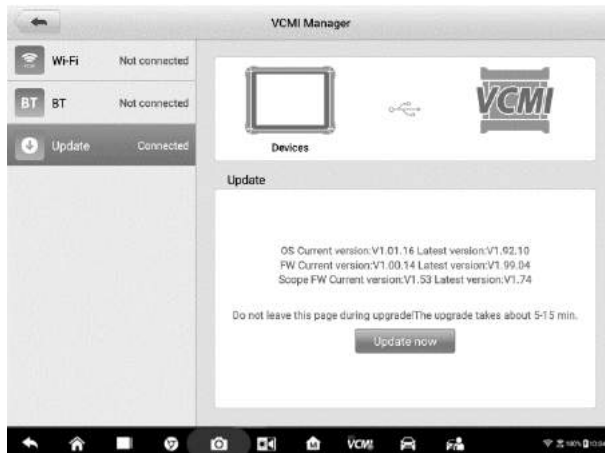 VCMI Manager
Wi-Fi Not connected
BT BT Not connected
Update Connected
VCMI
Devices
Update
OS Current version:V1.01.16 Latest version:V1.92.10
FW Current version:V1.00.14 Latest version:V1.99.04
Scope FW Current version:V1.53 Latest version:V1.74
Do not leave this page during upgrade!The upgrade takes about 5-15 min.
Update now
VCMI 100% 10:04